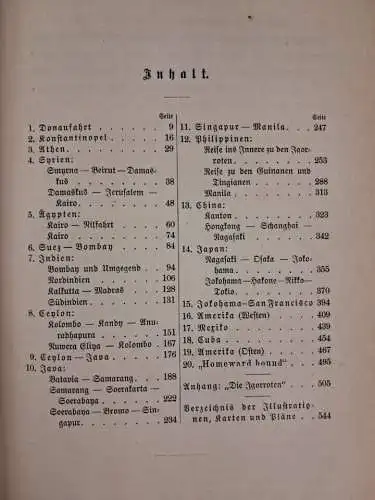 Inhalt.
Seite
1. Donaufahrt . . . . . . . 9
2. Konstantinopel . . . . . 16
3. Athen. . . . . . . . . . 29
4. Syrien:
Smyrna — Beirut — Damas-
kus . . . . . . . . . 38
Damaskus — Jerusalem —
Kairo. . . . . . . . . 48
5. Ägypten:
Kairo — Nilfahrt . . . . 60
Kairo . . . . . . . . . 74
6. Suez — Bombay . . . . . 84
7. Indien:
Bombay und Umgegend . . 94
Nordindien . . . . . . . 106
Kalkutta — Madras . . . 128
Südindien . . . . . . . 131
8. Ceylon:
Kolombo — Kandy — Anu-
radhapura . . . . . . 151
Nuwera Eliya — Kolombo . 167
9. Ceylon — Java . . . . . 176
10. Java:
Batavia — Samarang . . . 188
Samarang — Soerakarta —
Soerabaya . . . . . . 222
Soerabaya — Bromo — Sin-
gapur. . . . . . . . . 234
Seite
11. Singapur — Manila. . . . 247
12. Philippinen:
Reise ins Innere zu den Igor-
roten . . . . . . . . 253
Reise zu den Guinanen und
Tingianen . . . . . . 288
Manila . . . . . . . . 313
13. China:
Kanton . . . . . . . . 323
Hongkong — Schanghai —
Nagasaki . . . . . . . 342
14. Japan:
Nagasaki — Osaka — Joko-
hama . . . . . . . . . 355
Jokohama — Hakone — Nikko —
Tokio. . . . . . . . . 370
15. Jokohama — San Francisco 394
16. Amerika (Westen) . . . . 409
17. Mexiko . . . . . . . . 439
18. Cuba . . . . . . . . . 454
19. Amerika (Osten) . . . . 467
20. „Homeward bound“ . . . . 495
Anhang: „Die Igorroten“ . . . 505
Verzeichnis der Illustratio-
nen, Karten und Pläne . . 544